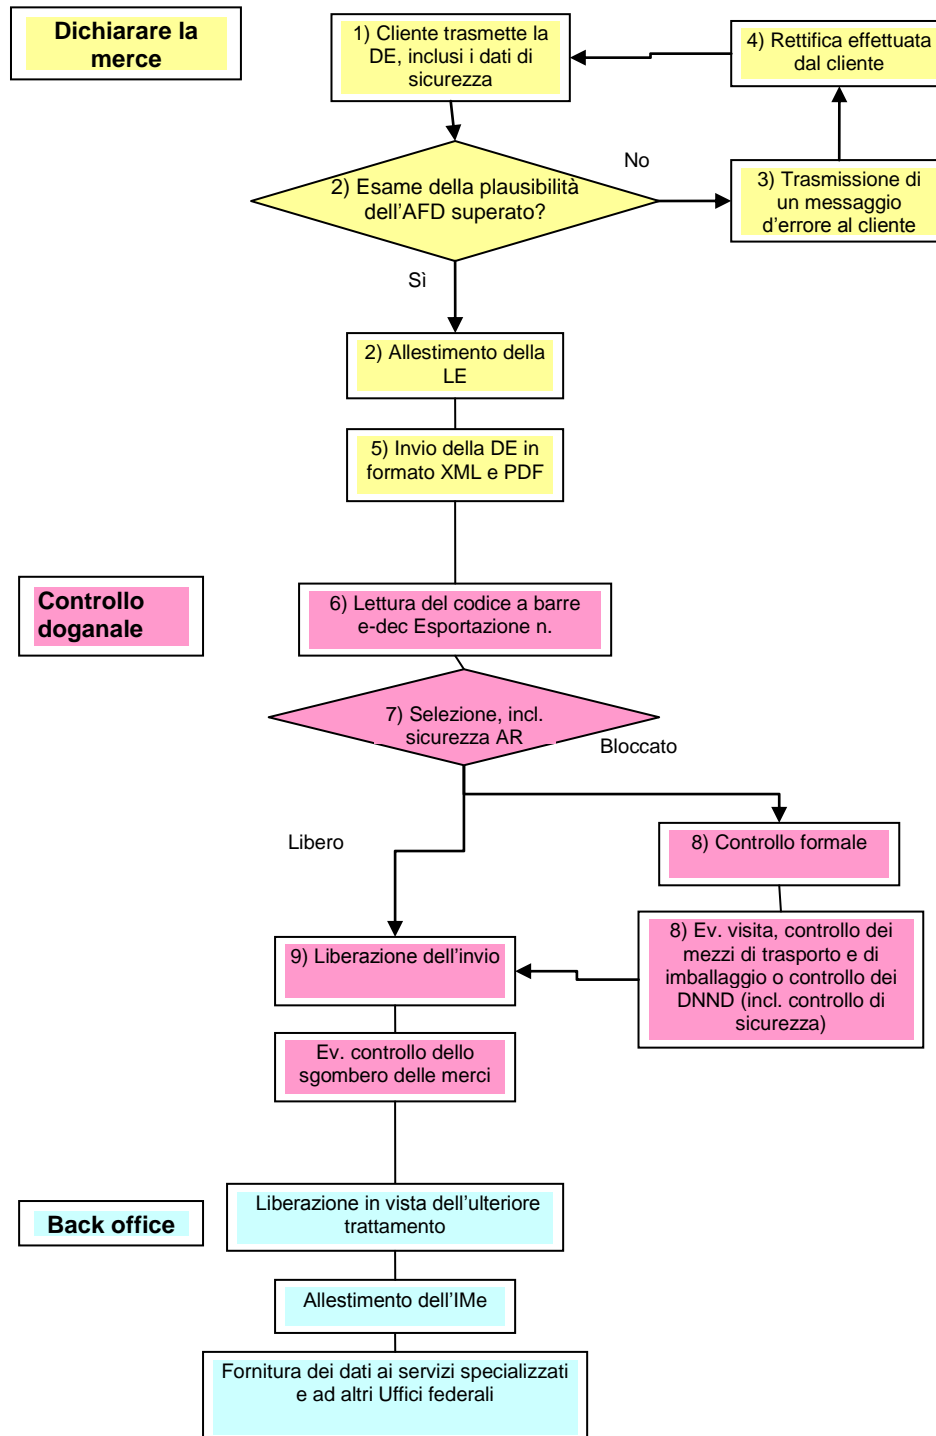 Dichiarare la
merce
1) Cliente trasmette la
DE, inclusi i dati di
sicurezza
4) Rettifica effettuata
dal cliente
No
2) Esame della plausibilità
dell'AFD superato?
3) Trasmissione di
un messaggio
d'errore al cliente
Sì
2) Allestimento della
LE
5) Invio della DE in
formato XML e PDF
Controllo
doganale
6) Lettura del codice a barre
e-dec Esportazione n.
7) Selezione, incl.
sicurezza AR
Bloccato
Libero
8) Controllo formale
8) Ev. visita, controllo dei
mezzi di trasporto e di
imballaggio o controllo dei
DNND (incl. controllo di
sicurezza)
9) Liberazione dell'invio
Ev. controllo dello
sgombero delle merci
Back office
Liberazione in vista dell'ulteriore
trattamento
Allestimento dell'IMe
Fornitura dei dati ai servizi specializzati
e ad altri Uffici federali